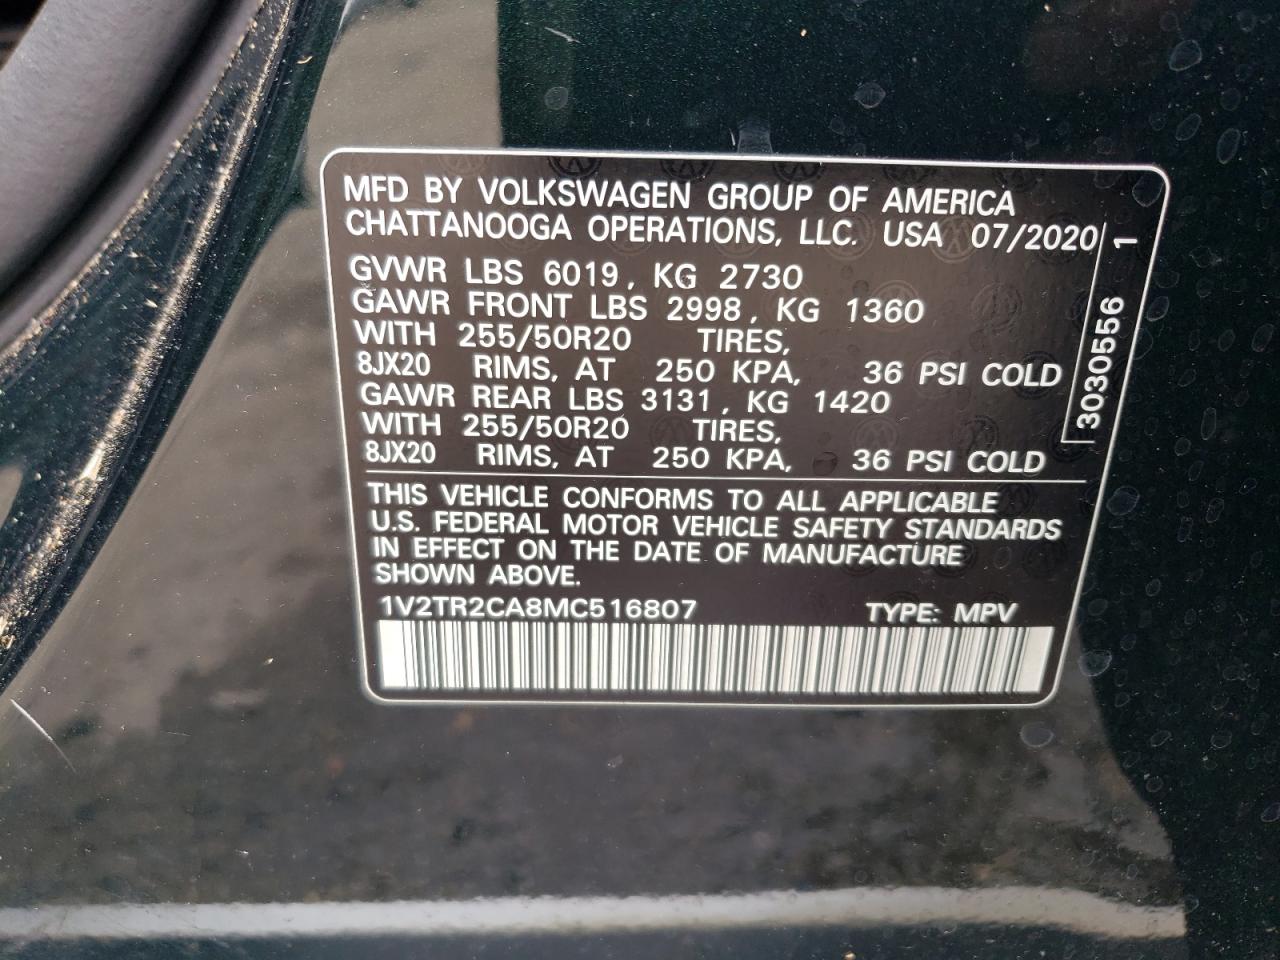 MFD BY VOLKSWAGEN GROUP OF AMERICA
CHATTANOOGA OPERATIONS, LLC. USA 07/2020
GVWR LBS 6019, KG 2730
GAWR FRONT LBS 2998, KG 1360
WITH 255/50R20 TIRES,
8JX20 RIMS, AT 250 KPA, 36 PSI COLD
GAWR REAR LBS 3131, KG 1420
WITH 255/50R20 TIRES,
8JX20 RIMS, AT 250 KPA, 36 PSI COLD
THIS VEHICLE CONFORMS TO ALL APPLICABLE
U.S. FEDERAL MOTOR VEHICLE SAFETY STANDARDS
IN EFFECT ON THE DATE OF MANUFACTURE
SHOWN ABOVE.
1V2TR2CA8MC516807 TYPE: MPV
3030556 1